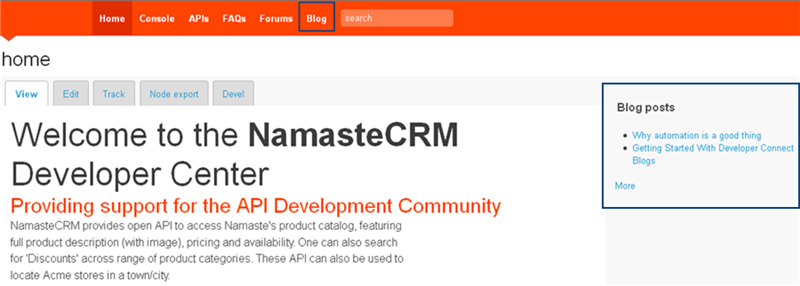 Home Console APIs FAQs Forums Blog search
home
View Edit Track Node export Devel
Welcome to the NamasteCRM
Developer Center
Providing support for the API Development Community
NamasteCRM provides open API to access Namaste's product catalog, featuring
full product description (with image), pricing and availability. One can also search
for 'Discounts' across range of product categories. These API can also be used to
locate Acme stores in a town/city.
Blog posts
Why automation is a good thing
Getting Started With Developer Connect
Blogs
More